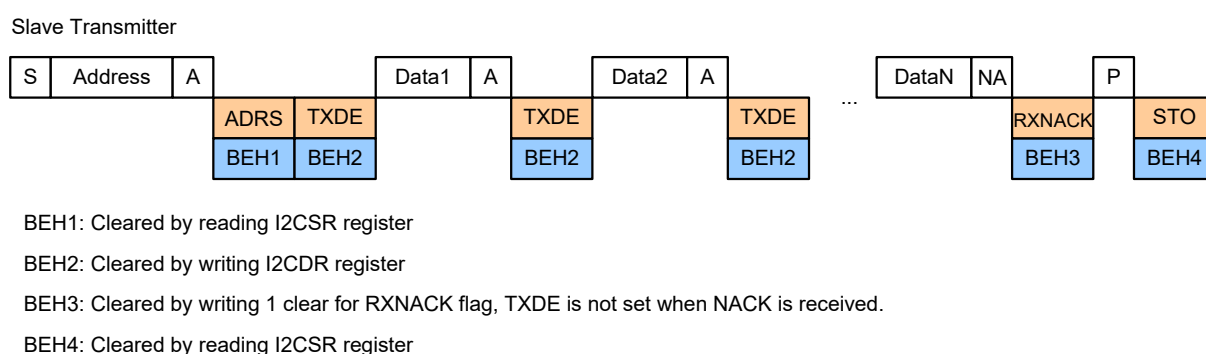 Slave Transmitter
S Address A Data1 A Data2 A ... DataN NA P
ADRS TXDE TXDE TXDE RXNACK STO
BEH1 BEH2 BEH2 BEH2 BEH3 BEH4
BEH1: Cleared by reading I2CSR register
BEH2: Cleared by writing I2CDR register
BEH3: Cleared by writing 1 clear for RXNACK flag, TXDE is not set when NACK is received.
BEH4: Cleared by reading I2CSR register